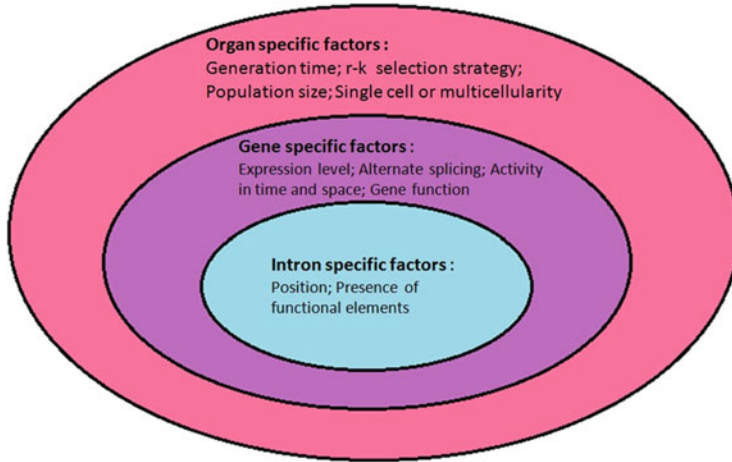 Organ specific factors :
Generation time; r-k selection strategy;
Population size; Single cell or multicellularity
Gene specific factors :
Expression level; Alternate splicing; Activity
in time and space; Gene function
Intron specific factors :
Position; Presence of
functional elements